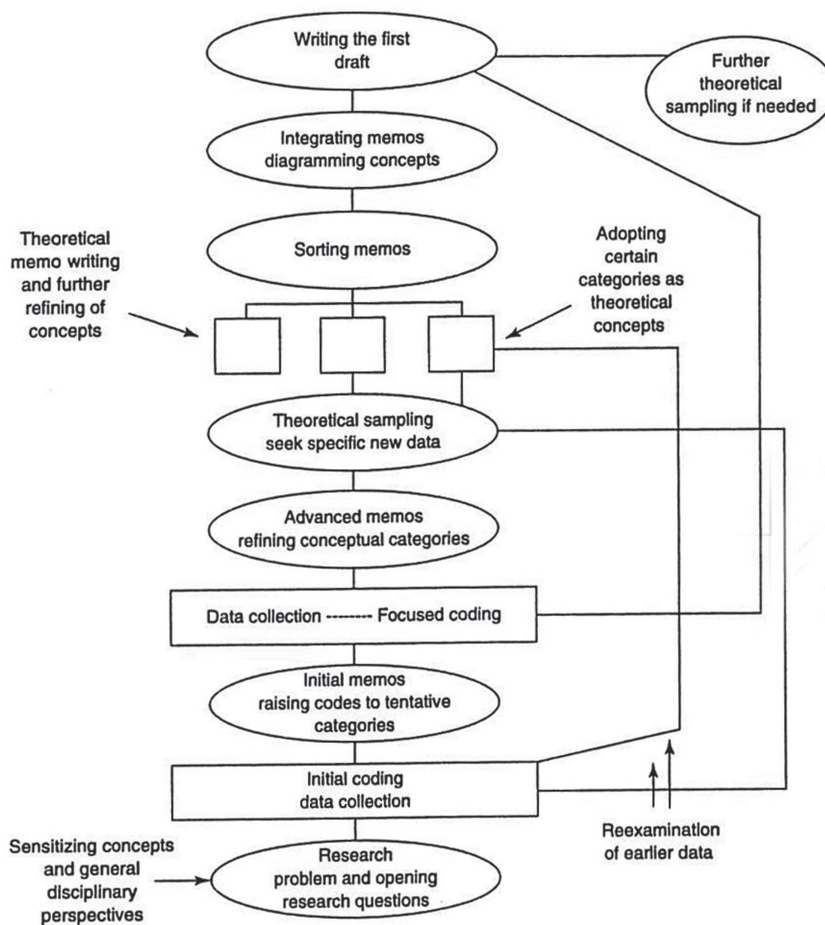 Writing the first
draft
Further
theoretical
sampling if needed
Integrating memos
diagramming concepts
Sorting memos
Theoretical
memo writing
and further
refining of
concepts
Adopting
certain
categories as
theoretical
concepts
Theoretical sampling
seek specific new data
Advanced memos
refining conceptual categories
Data collection -------- Focused coding
Initial memos
raising codes to tentative
categories
Initial coding
data collection
Reexamination
of earlier data
Sensitizing concepts
and general
disciplinary
perspectives
Research
problem and opening
research questions